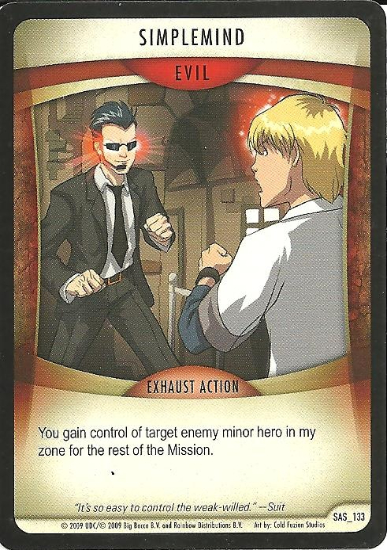 SIMPLEMIND
EVIL
EXHAUST ACTION
You gain control of target enemy minor hero in my
zone for the rest of the Mission.
"It's so easy to control the weak-willed." --Suit
SAS_133
© 2009 UDC/© 2009 Big Bocca B.V. and Rainbow Distributions B.V. Art by: Cold Fuzion Studios